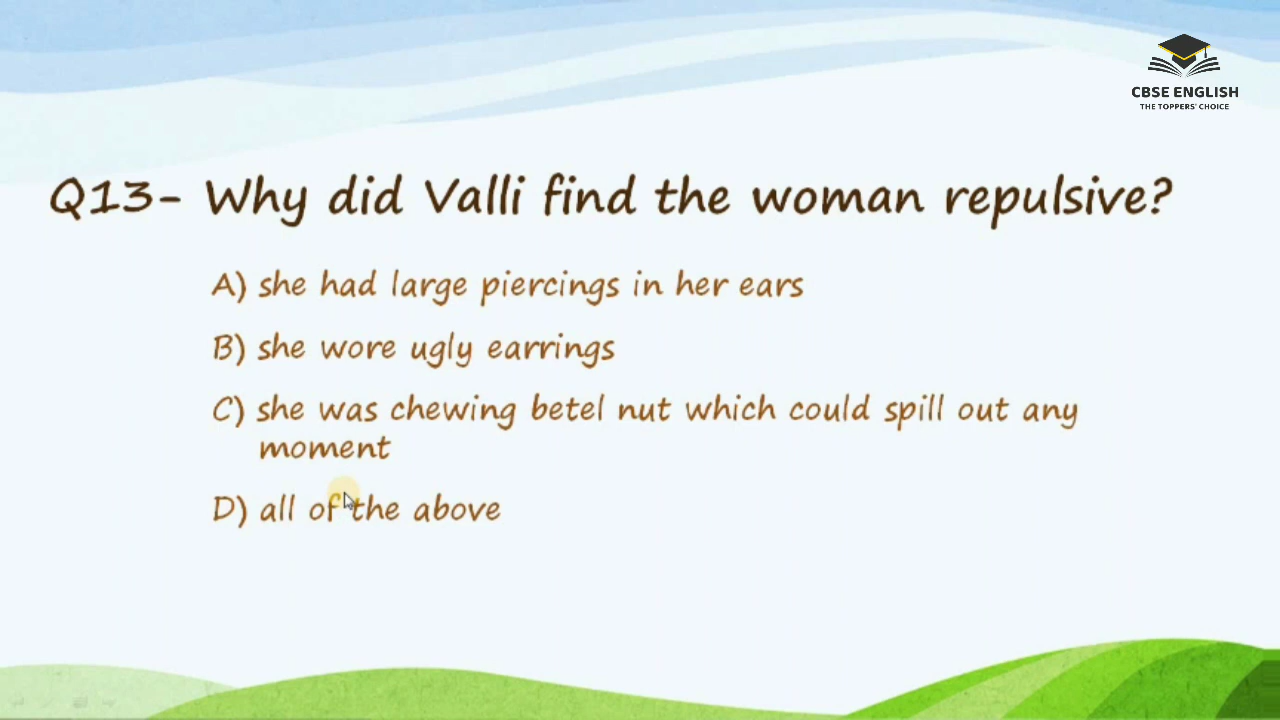 CBSE ENGLISH
THE TOPPERS' CHOICE
Q13- Why did Valli find the woman repulsive?
A) she had large piercings in her ears
B) she wore ugly earrings
C) she was chewing betel nut which could spill out any
moment
D) all of the above